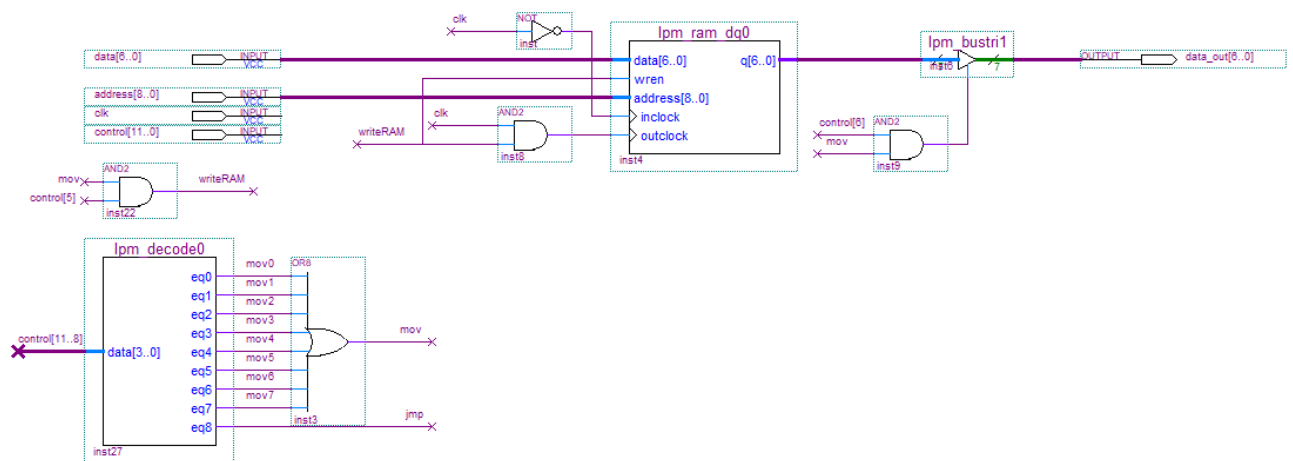 clk
NOT
inst
lpm_ram_dq0
data[6..0]
q[6..0]
wren
address[8..0]
inclock
outclock
inst4
lpm_bustri1
inst6
7
OUTPUT
data_out[6..0]
data[6..0]
INPUT
VCC
address[8..0]
INPUT
VCC
clk
INPUT
VCC
control[11..0]
INPUT
VCC
writeRAM
clk
AND2
inst8
control[6]
mov
AND2
inst9
AND2
mov
control[5]
writeRAM
inst22
lpm_decode0
control[11..8]
data[3..0]
eq0
eq1
eq2
eq3
eq4
eq5
eq6
eq7
eq8
inst27
mov0
mov1
mov2
mov3
mov4
mov5
mov6
mov7
OR8
inst3
mov
jmp